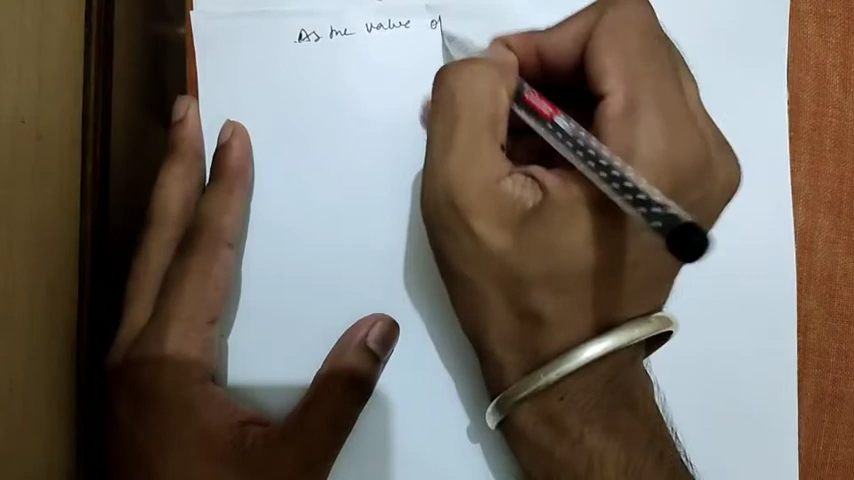 As the value of